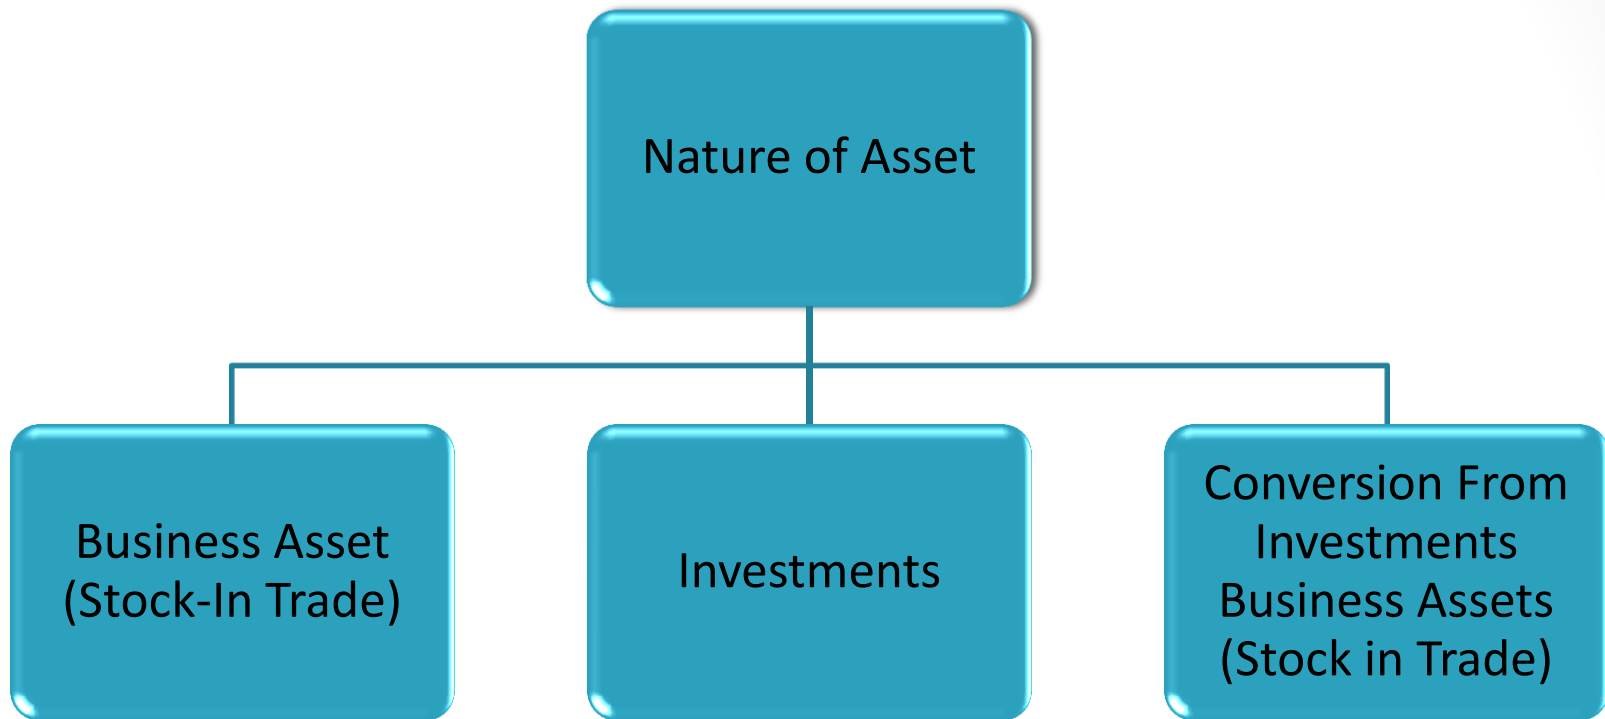 Nature of Asset
Business Asset
(Stock-In Trade)
Investments
Conversion From
Investments
Business Assets
(Stock in Trade)